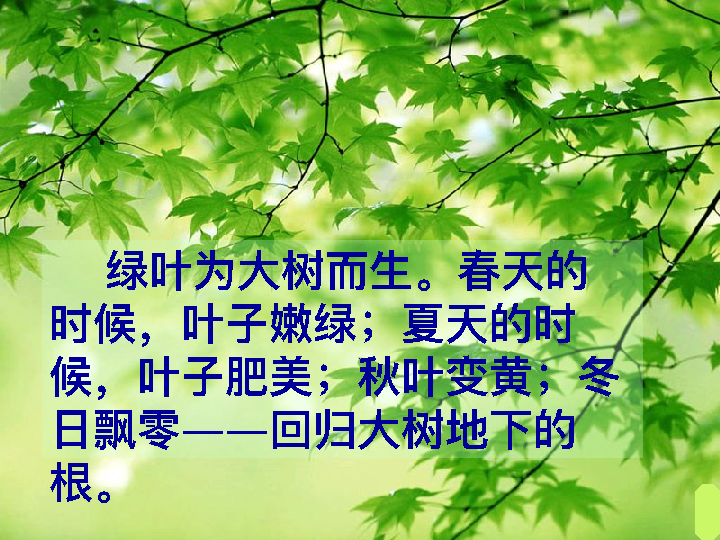 绿叶为大树而生。春天的
时候，叶子嫩绿；夏天的时
候，叶子肥美；秋叶变黄；冬
日飘零——回归大树地下的
根。